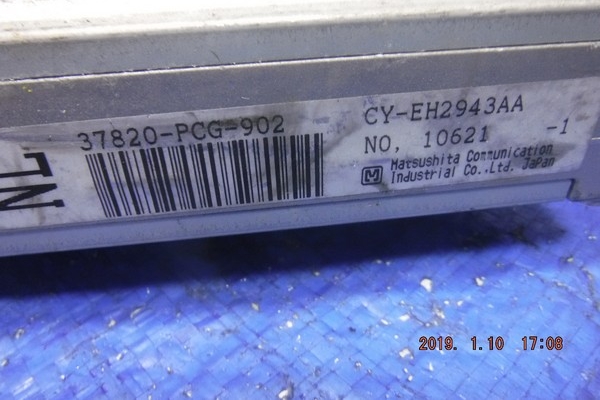 37820-PCG-902
CY-EH2943AA
NO, 10621 -1
M Matsushita Communication
Industrial Co.,Ltd. Japan
2019. 1.10 17:08